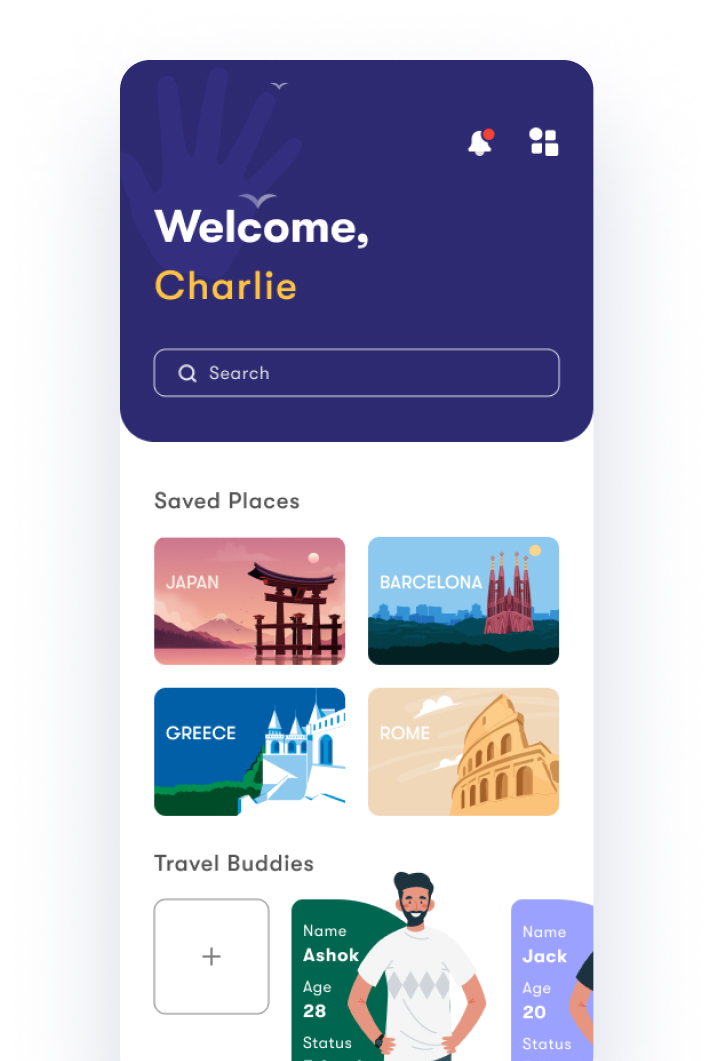 Welcome,
Charlie
Search
Saved Places
JAPAN
BARCELONA
GREECE
ROME
Travel Buddies
+
Name
Ashok
Age
28
Status
Name
Jack
Age
20
Status